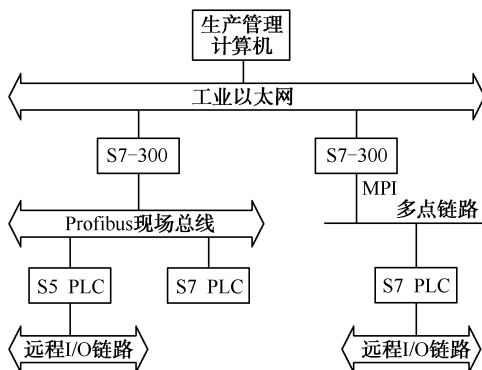 生产管理
计算机
工业以太网
S7-300
S7-300
MPI
多点链路
Profibus现场总线
S5 PLC
S7 PLC
S7 PLC
远程I/O链路
远程I/O链路